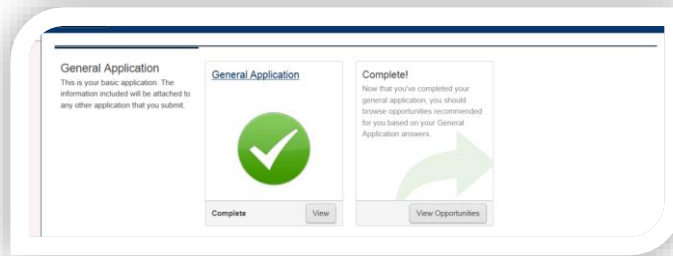 General Application
This is your basic application. The
information included will be attached to
any other application that you submit.
General Application
Complete
View
Complete!
Now that you've completed your
general application, you should
browse opportunities recommended
for you based on your General
Application answers.
View Opportunities